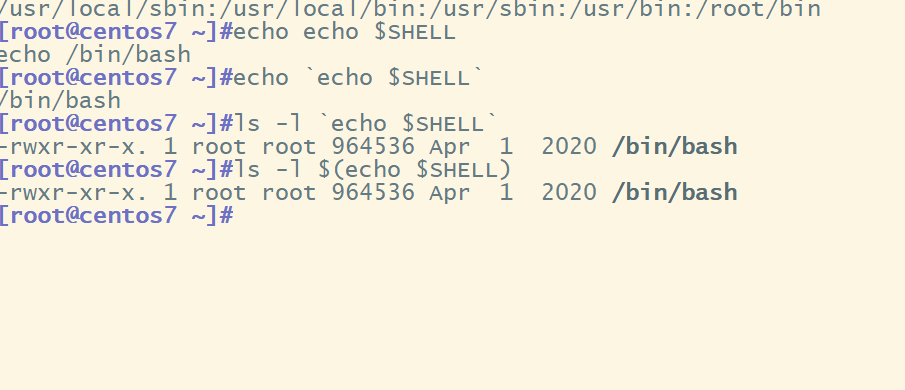 /usr/local/sbin:/usr/local/bin:/usr/sbin:/usr/bin:/root/bin
[root@centos7 ~]#echo echo $SHELL
echo /bin/bash
[root@centos7 ~]#echo `echo $SHELL`
/bin/bash
[root@centos7 ~]#ls -l `echo $SHELL`
-rwxr-xr-x. 1 root root 964536 Apr  1  2020 /bin/bash
[root@centos7 ~]#ls -l $(echo $SHELL)
-rwxr-xr-x. 1 root root 964536 Apr  1  2020 /bin/bash
[root@centos7 ~]#